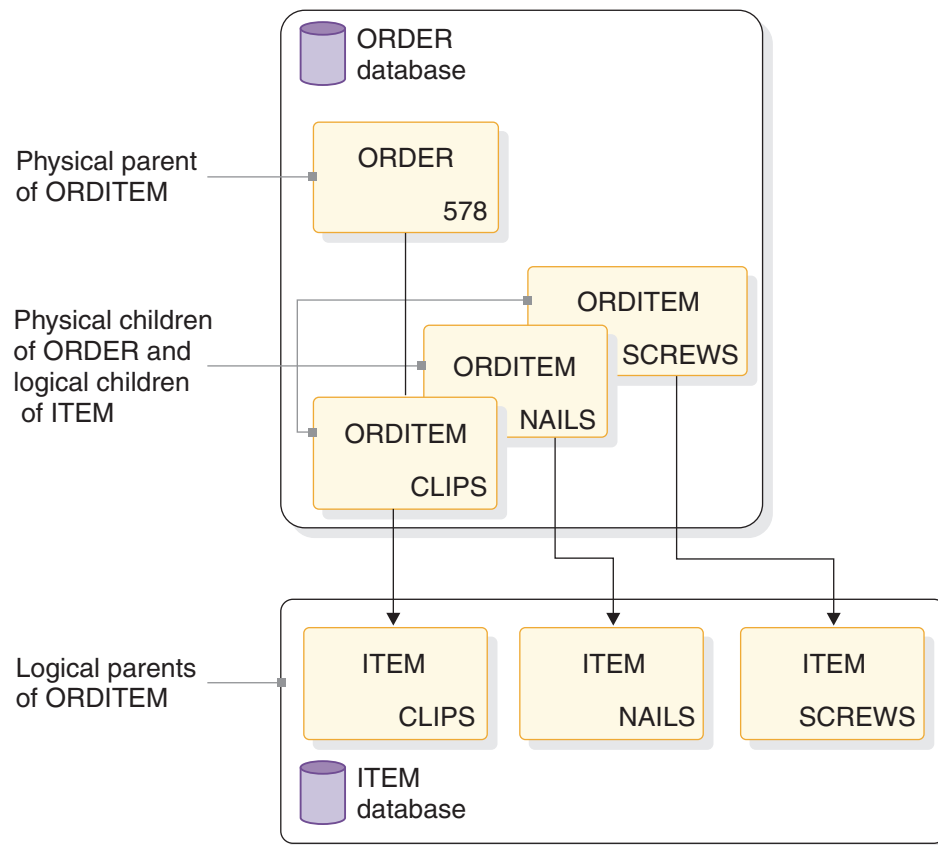 ORDER
database
Physical parent
of ORDITEM
ORDER
578
Physical children
of ORDER and
logical children
of ITEM
ORDITEM
SCREWS
ORDITEM
NAILS
ORDITEM
CLIPS
Logical parents
of ORDITEM
ITEM
CLIPS
ITEM
NAILS
ITEM
SCREWS
ITEM
database